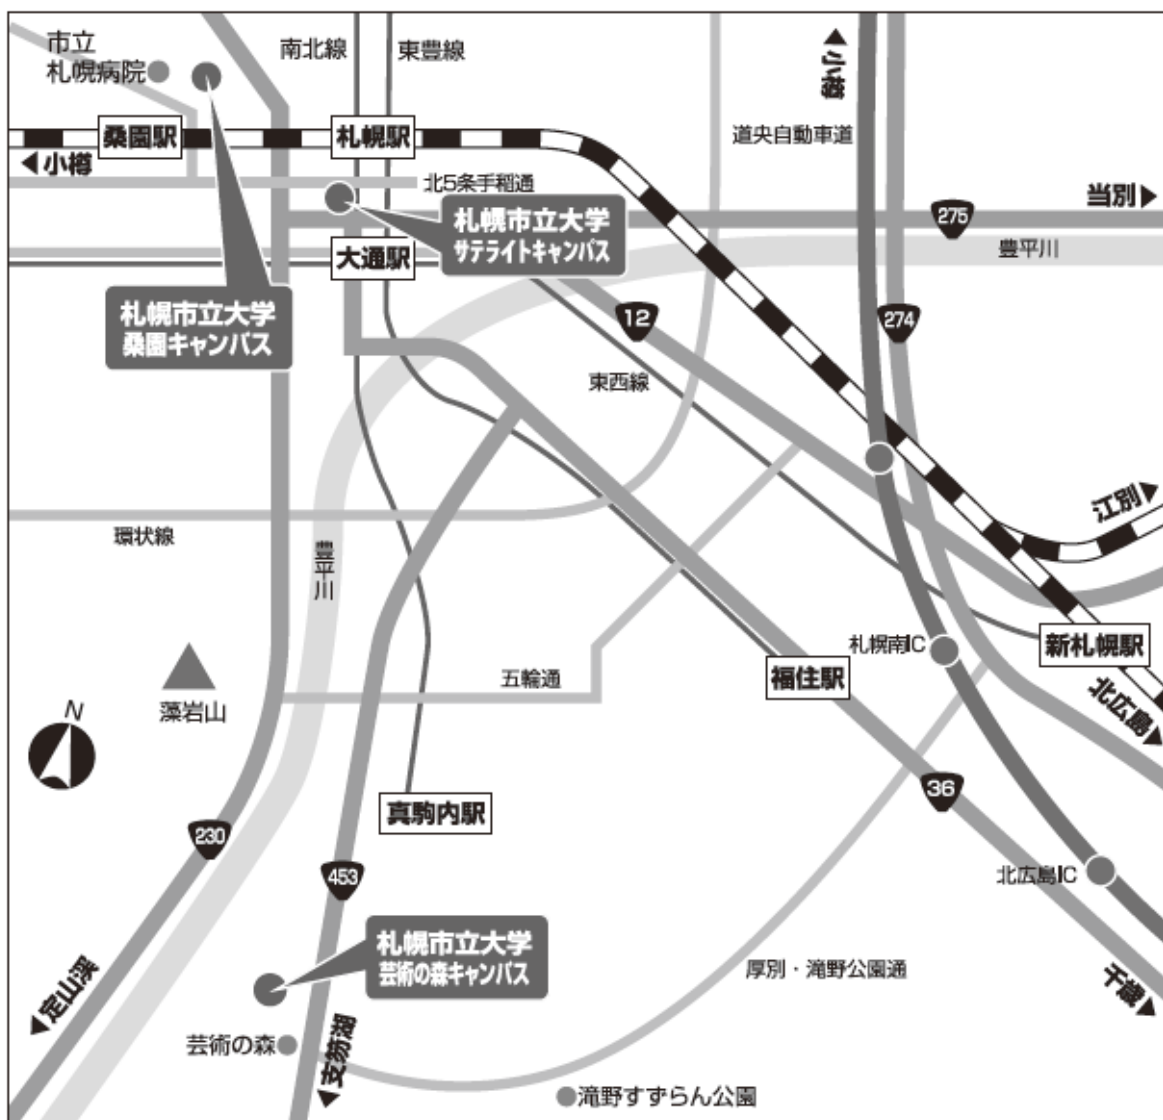 市立
札幌病院
南北線
東豊線
小樽
道央自動車道
桑園駅
札幌駅
小樽
北5条手稲通
当別
札幌市立大学
サテライトキャンパス
275
豊平川
大通駅
札幌市立大学
桑園キャンパス
12
274
東西線
江別
環状線
豊平川
札幌南IC
新札幌駅
福住駅
五輪通
北広島
藻岩山
N
真駒内駅
36
230
453
北広島IC
札幌市立大学
芸術の森キャンパス
厚別・滝野公園通
千歳
定山渓
芸術の森
支笏湖
滝野すずらん公園